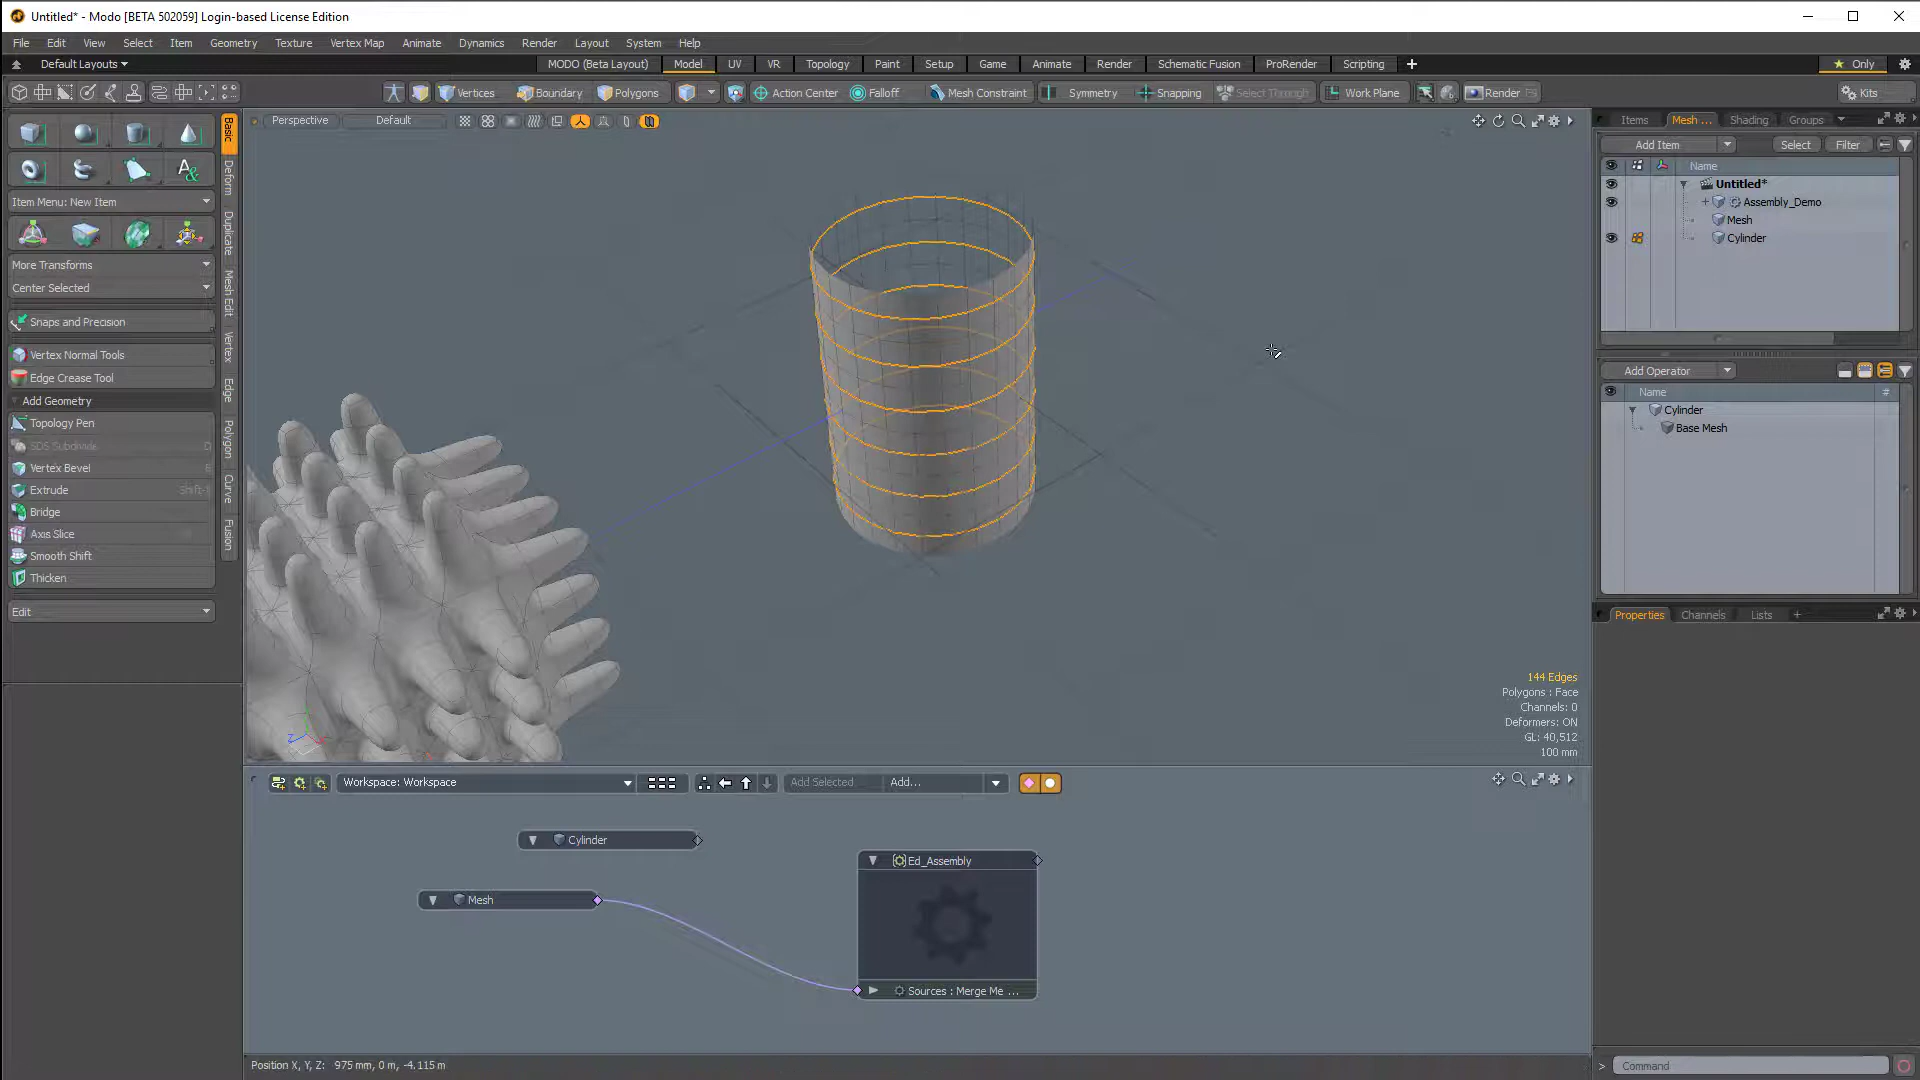 Untitled* - Modo [BETA 502059] Login-based License Edition
File Edit View Select Item Geometry Texture Vertex Map Animate Dynamics Render Layout System Help
Default Layouts MODO (Beta Layout) Model UV VR Topology Paint Layout Setup Game Animate Render Schematic Fusion ProRender Scripting Only
Vertices Boundary Polygons Action Center Falloff Mesh Constraint Symmetry Snapping Select Through Work Plane Render Kits
Perspective Default
Items Mesh ... Shading Groups
Add Item Select Filter
Name
Untitled*
Assembly_Demo
Mesh
Cylinder
Add Operator
Name #
Cylinder
Base Mesh
Properties Channels Lists +
Basic
Deform
Duplicate
Mesh Edit
Vertex
Edge
Polygon
Curve
Fusion
Item Menu: New Item
More Transforms
Center Selected
Snaps and Precision
Vertex Normal Tools
Edge Crease Tool
Add Geometry
Topology Pen
SDS Subdivide D
Vertex Bevel
Extrude
Bridge
Axis Slice
Smooth Shift
Thicken
Edit
144 Edges
Polygons : Face
Channels: 0
Deformers: ON
GL: 40,512
100 mm
Workspace: Workspace Add Selected Add...
Cylinder
Ed_Assembly
Mesh
Sources : Merge Me ...
Position X, Y, Z: 975 mm, 0 m, -4.115 m
> Command